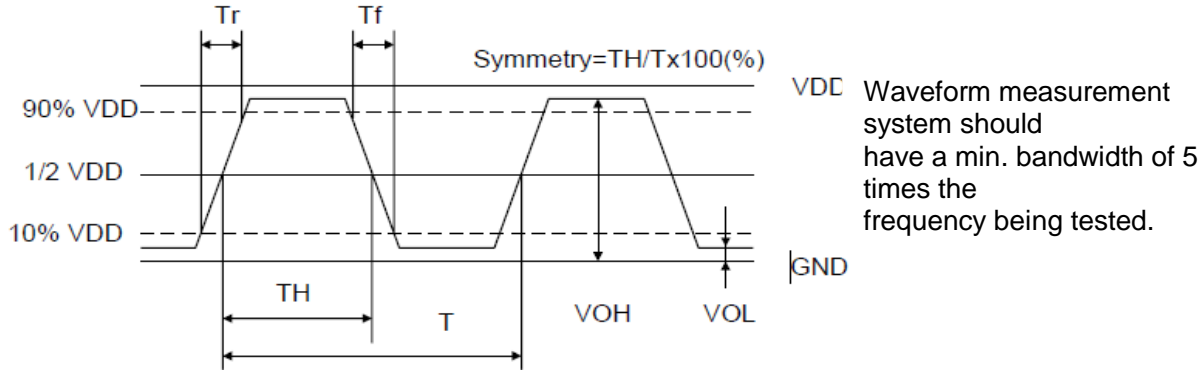 Tr
Tf
Symmetry=TH/Tx100(%)
VDD
90% VDD
1/2 VDD
10% VDD
GND
TH
T
VOH
VOL
Waveform measurement
system should
have a min. bandwidth of 5
times the
frequency being tested.